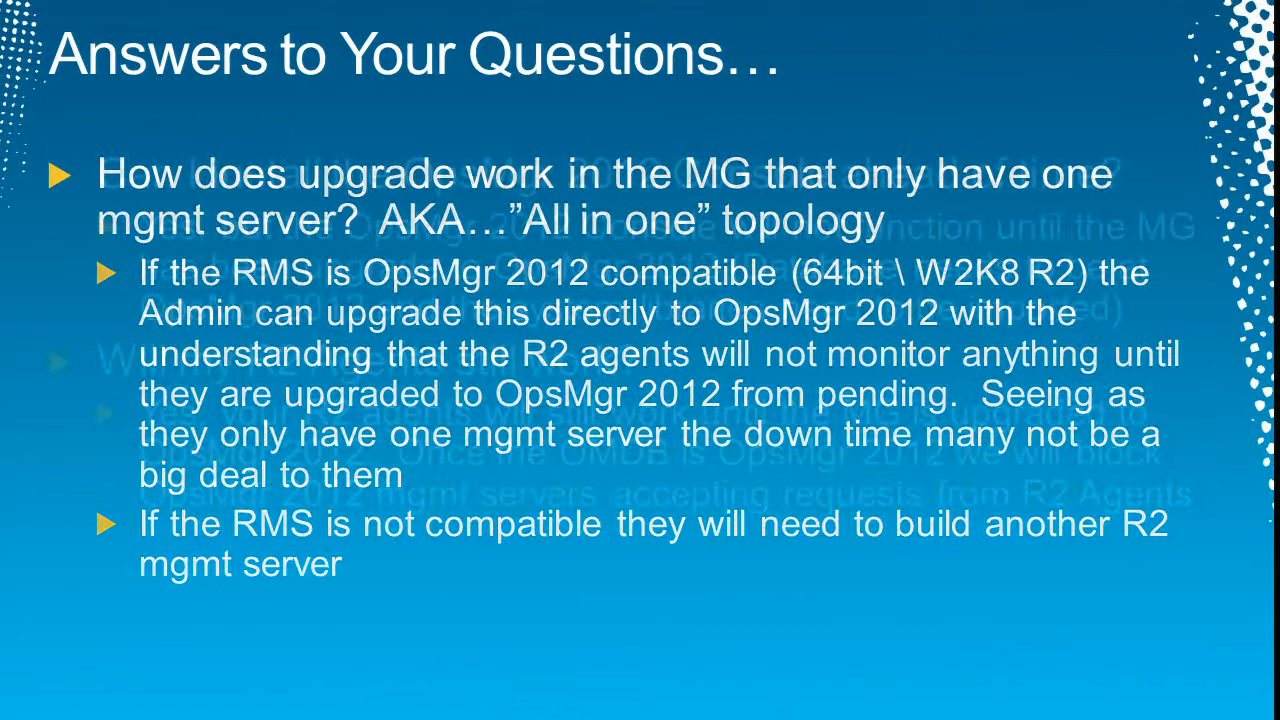 Answers to Your Questions…
How does upgrade work in the MG that only have one
mgmt server?  AKA…”All in one” topology
If the RMS is OpsMgr 2012 compatible (64bit \ W2K8 R2) the
Admin can upgrade this directly to OpsMgr 2012 with the
understanding that the R2 agents will not monitor anything until
they are upgraded to OpsMgr 2012 from pending.  Seeing as
they only have one mgmt server the down time many not be a
big deal to them
If the RMS is not compatible they will need to build another R2
mgmt server